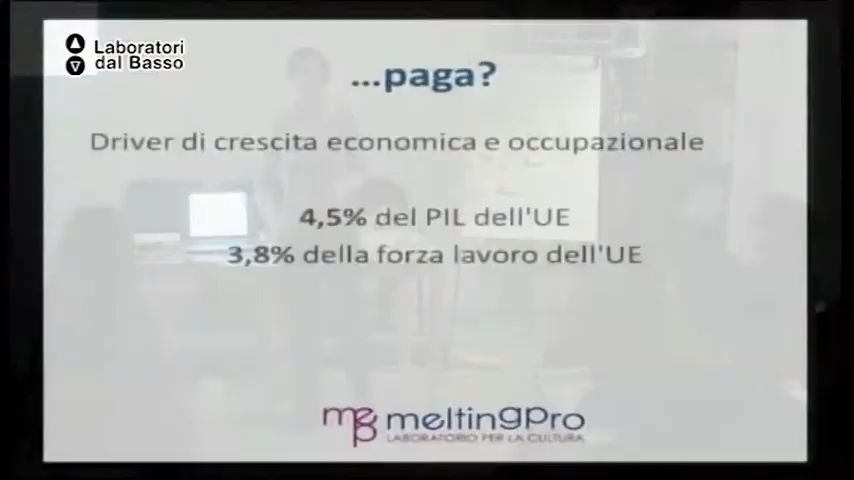 Laboratori
dal Basso
...paga?
Driver di crescita economica e occupazionale
4,5% del PIL dell'UE
3,8% della forza lavoro dell'UE
meltingpro
LABORATORIO PER LA CULTURA